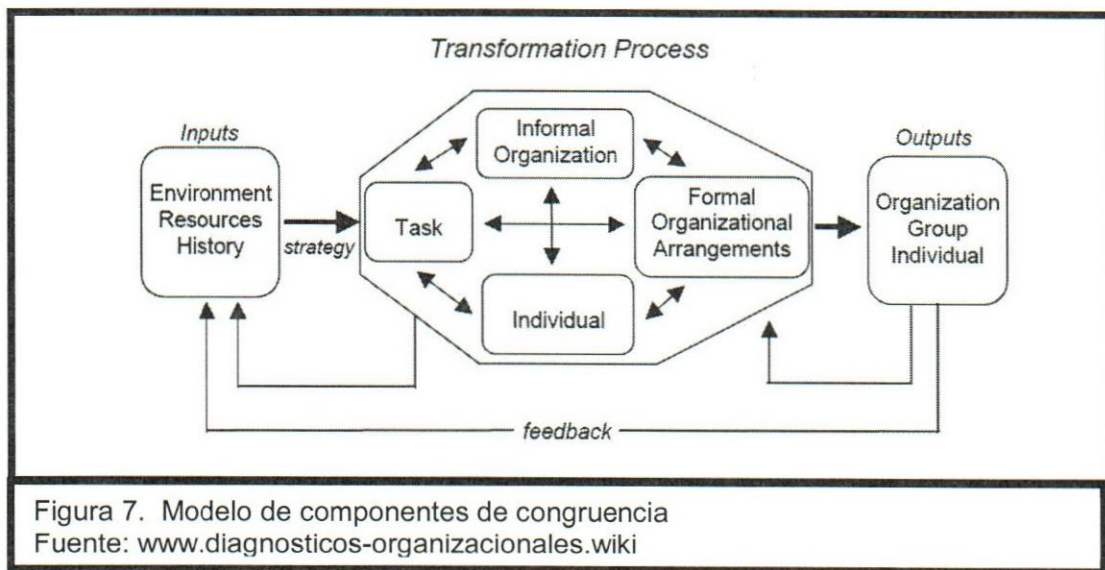 Transformation Process
Inputs
Environment
Resources
History
strategy
Informal
Organization
Task
Formal
Organizational
Arrangements
Individual
Outputs
Organization
Group
Individual
feedback
Figura 7. Modelo de componentes de congruencia
Fuente: www.diagnosticos-organizacionales.wiki